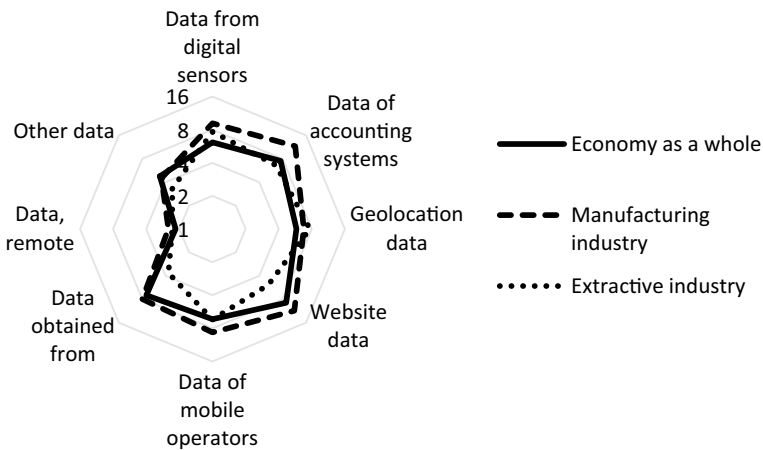 Data from
digital
sensors
16
8
4
2
1
Data of
accounting
systems
Geolocation
data
Website
data
Data of
mobile
operators
Data
obtained
from
Data,
remote
Other data
Economy as a whole
Manufacturing
industry
Extractive industry